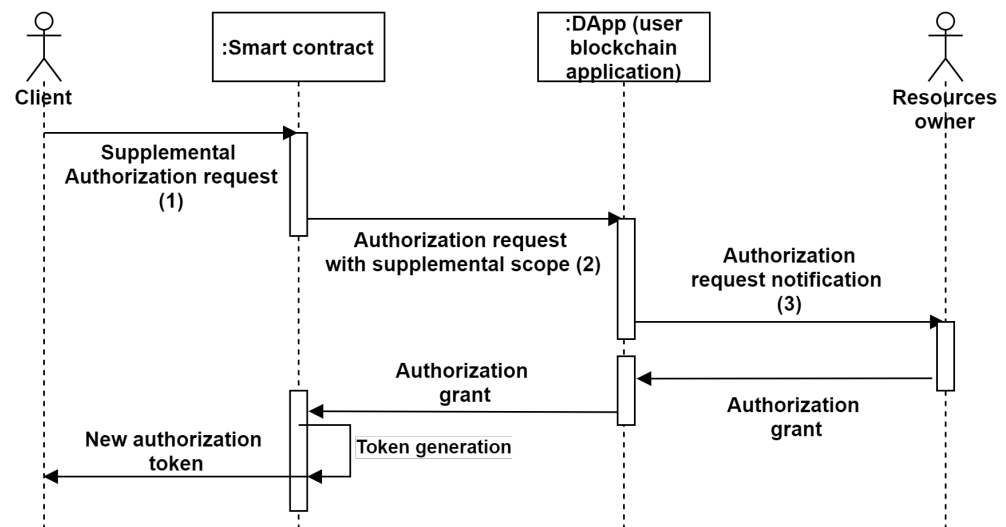 :Smart contract
:DApp (user
blockchain
application)
Client
Resources
owner
Supplemental
Authorization request
(1)
Authorization request
with supplemental scope (2)
Authorization
request notification
(3)
Authorization
grant
Authorization
grant
New authorization
token
Token generation